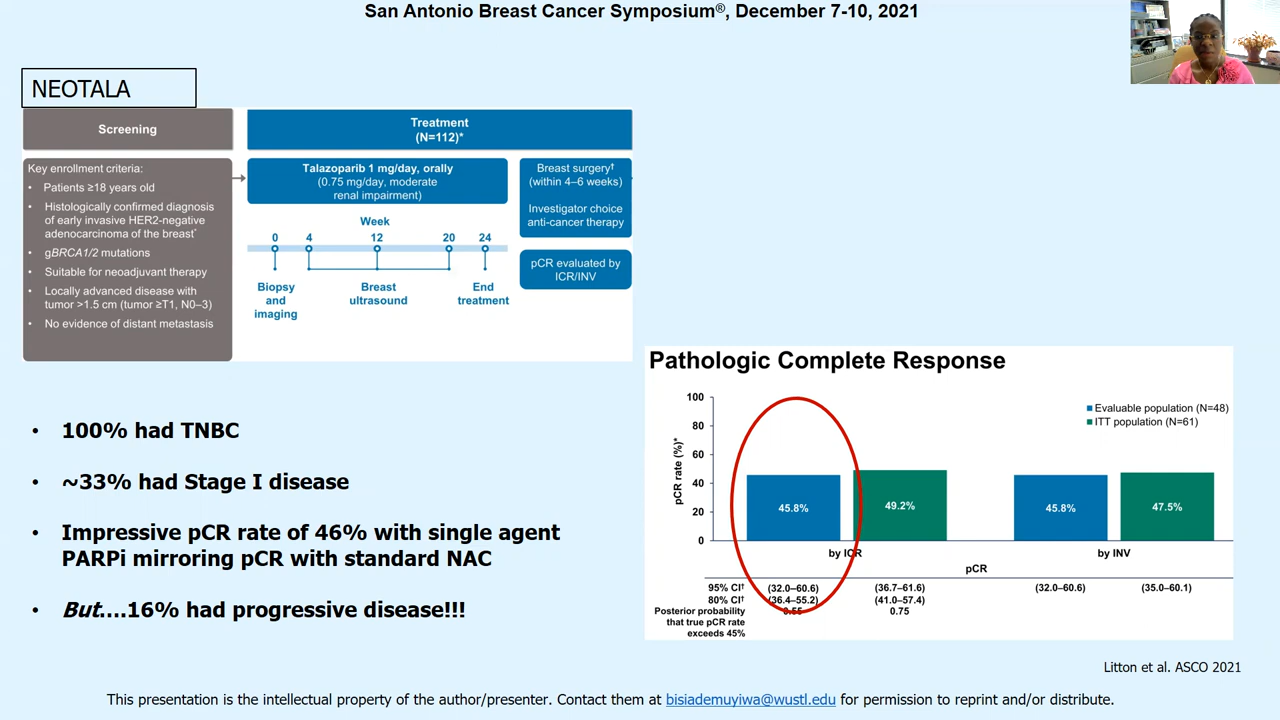 San Antonio Breast Cancer Symposium®, December 7-10, 2021
NEOTALA
Screening
Key enrollment criteria:
• Patients ≥18 years old
• Histologically confirmed diagnosis
of early invasive HER2-negative
adenocarcinoma of the breast*
• gBRCA1/2 mutations
• Suitable for neoadjuvant therapy
• Locally advanced disease with
tumor >1.5 cm (tumor ≥T1, N0–3)
• No evidence of distant metastasis
Treatment
(N=112)*
Talazoparib 1 mg/day, orally
(0.75 mg/day, moderate
renal impairment)
Week
0 4 12 20 24
Biopsy
and
imaging
Breast
ultrasound
End
treatment
Breast surgery†
(within 4–6 weeks)
Investigator choice
anti-cancer therapy
pCR evaluated by
ICR/INV
• 100% had TNBC
• ~33% had Stage I disease
• Impressive pCR rate of 46% with single agent
PARPi mirroring pCR with standard NAC
• But….16% had progressive disease!!!
Pathologic Complete Response
pCR rate (%)*
100
80
60
40
20
0
Evaluable population (N=48)
ITT population (N=61)
45.8% 49.2% 45.8% 47.5%
by ICR by INV
pCR
95% CI† (32.0–60.6) (36.7–61.6) (32.0–60.6) (35.0–60.1)
80% CI† (36.4–55.2) (41.0–57.4)
Posterior probability 0.55 0.75
that true pCR rate
exceeds 45%
Litton et al. ASCO 2021
This presentation is the intellectual property of the author/presenter. Contact them at bisiademuyiwa@wustl.edu for permission to reprint and/or distribute.